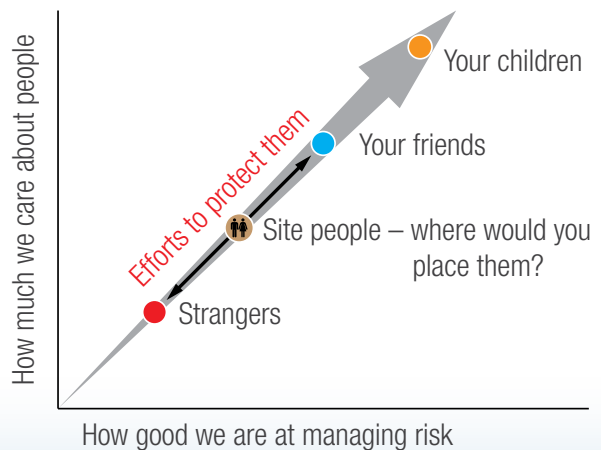 How much we care about people
Your children
Efforts to protect them
Your friends
Site people – where would you
place them?
Strangers
How good we are at managing risk